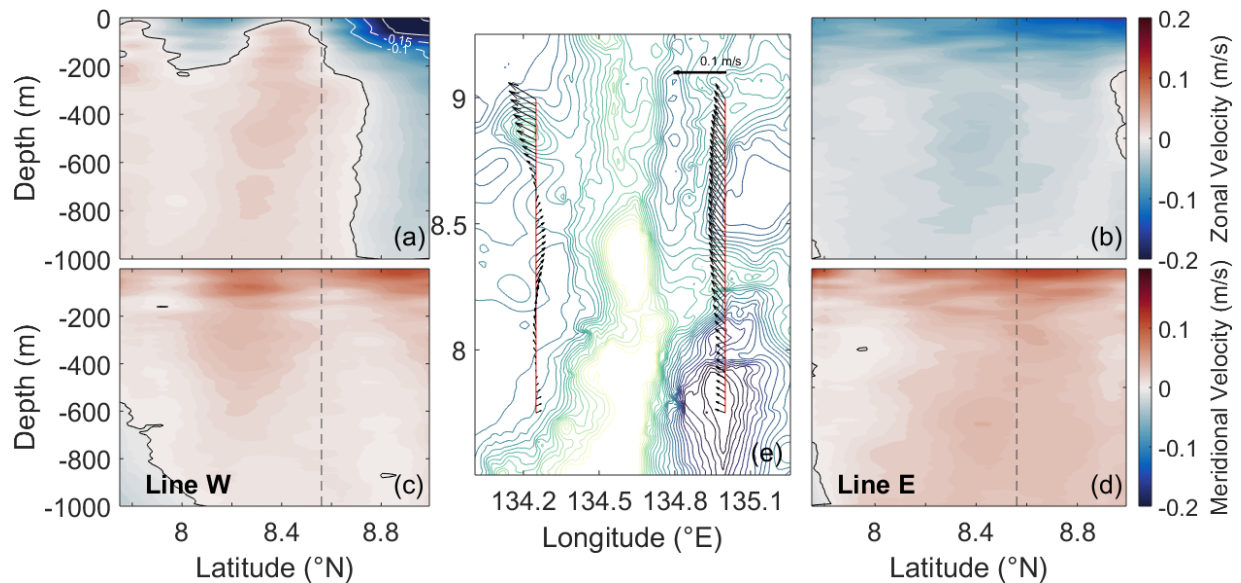 0
-200
-400
-600
-800
-1000
Depth (m)
-0.15
-0.1
(a)
0
-200
-400
-600
-800
-1000
Depth (m)
8
8.4
8.8
Latitude (°N)
Line W
(c)
9
8.5
8
0.1 m/s
(e)
134.2
134.5
134.8
135.1
Longitude (°E)
(b)
Line E
(d)
8
8.4
8.8
Latitude (°N)
0.2
0.1
0
-0.1
-0.2
Zonal Velocity (m/s)
0.1
0
-0.1
-0.2
Meridional Velocity (m/s)